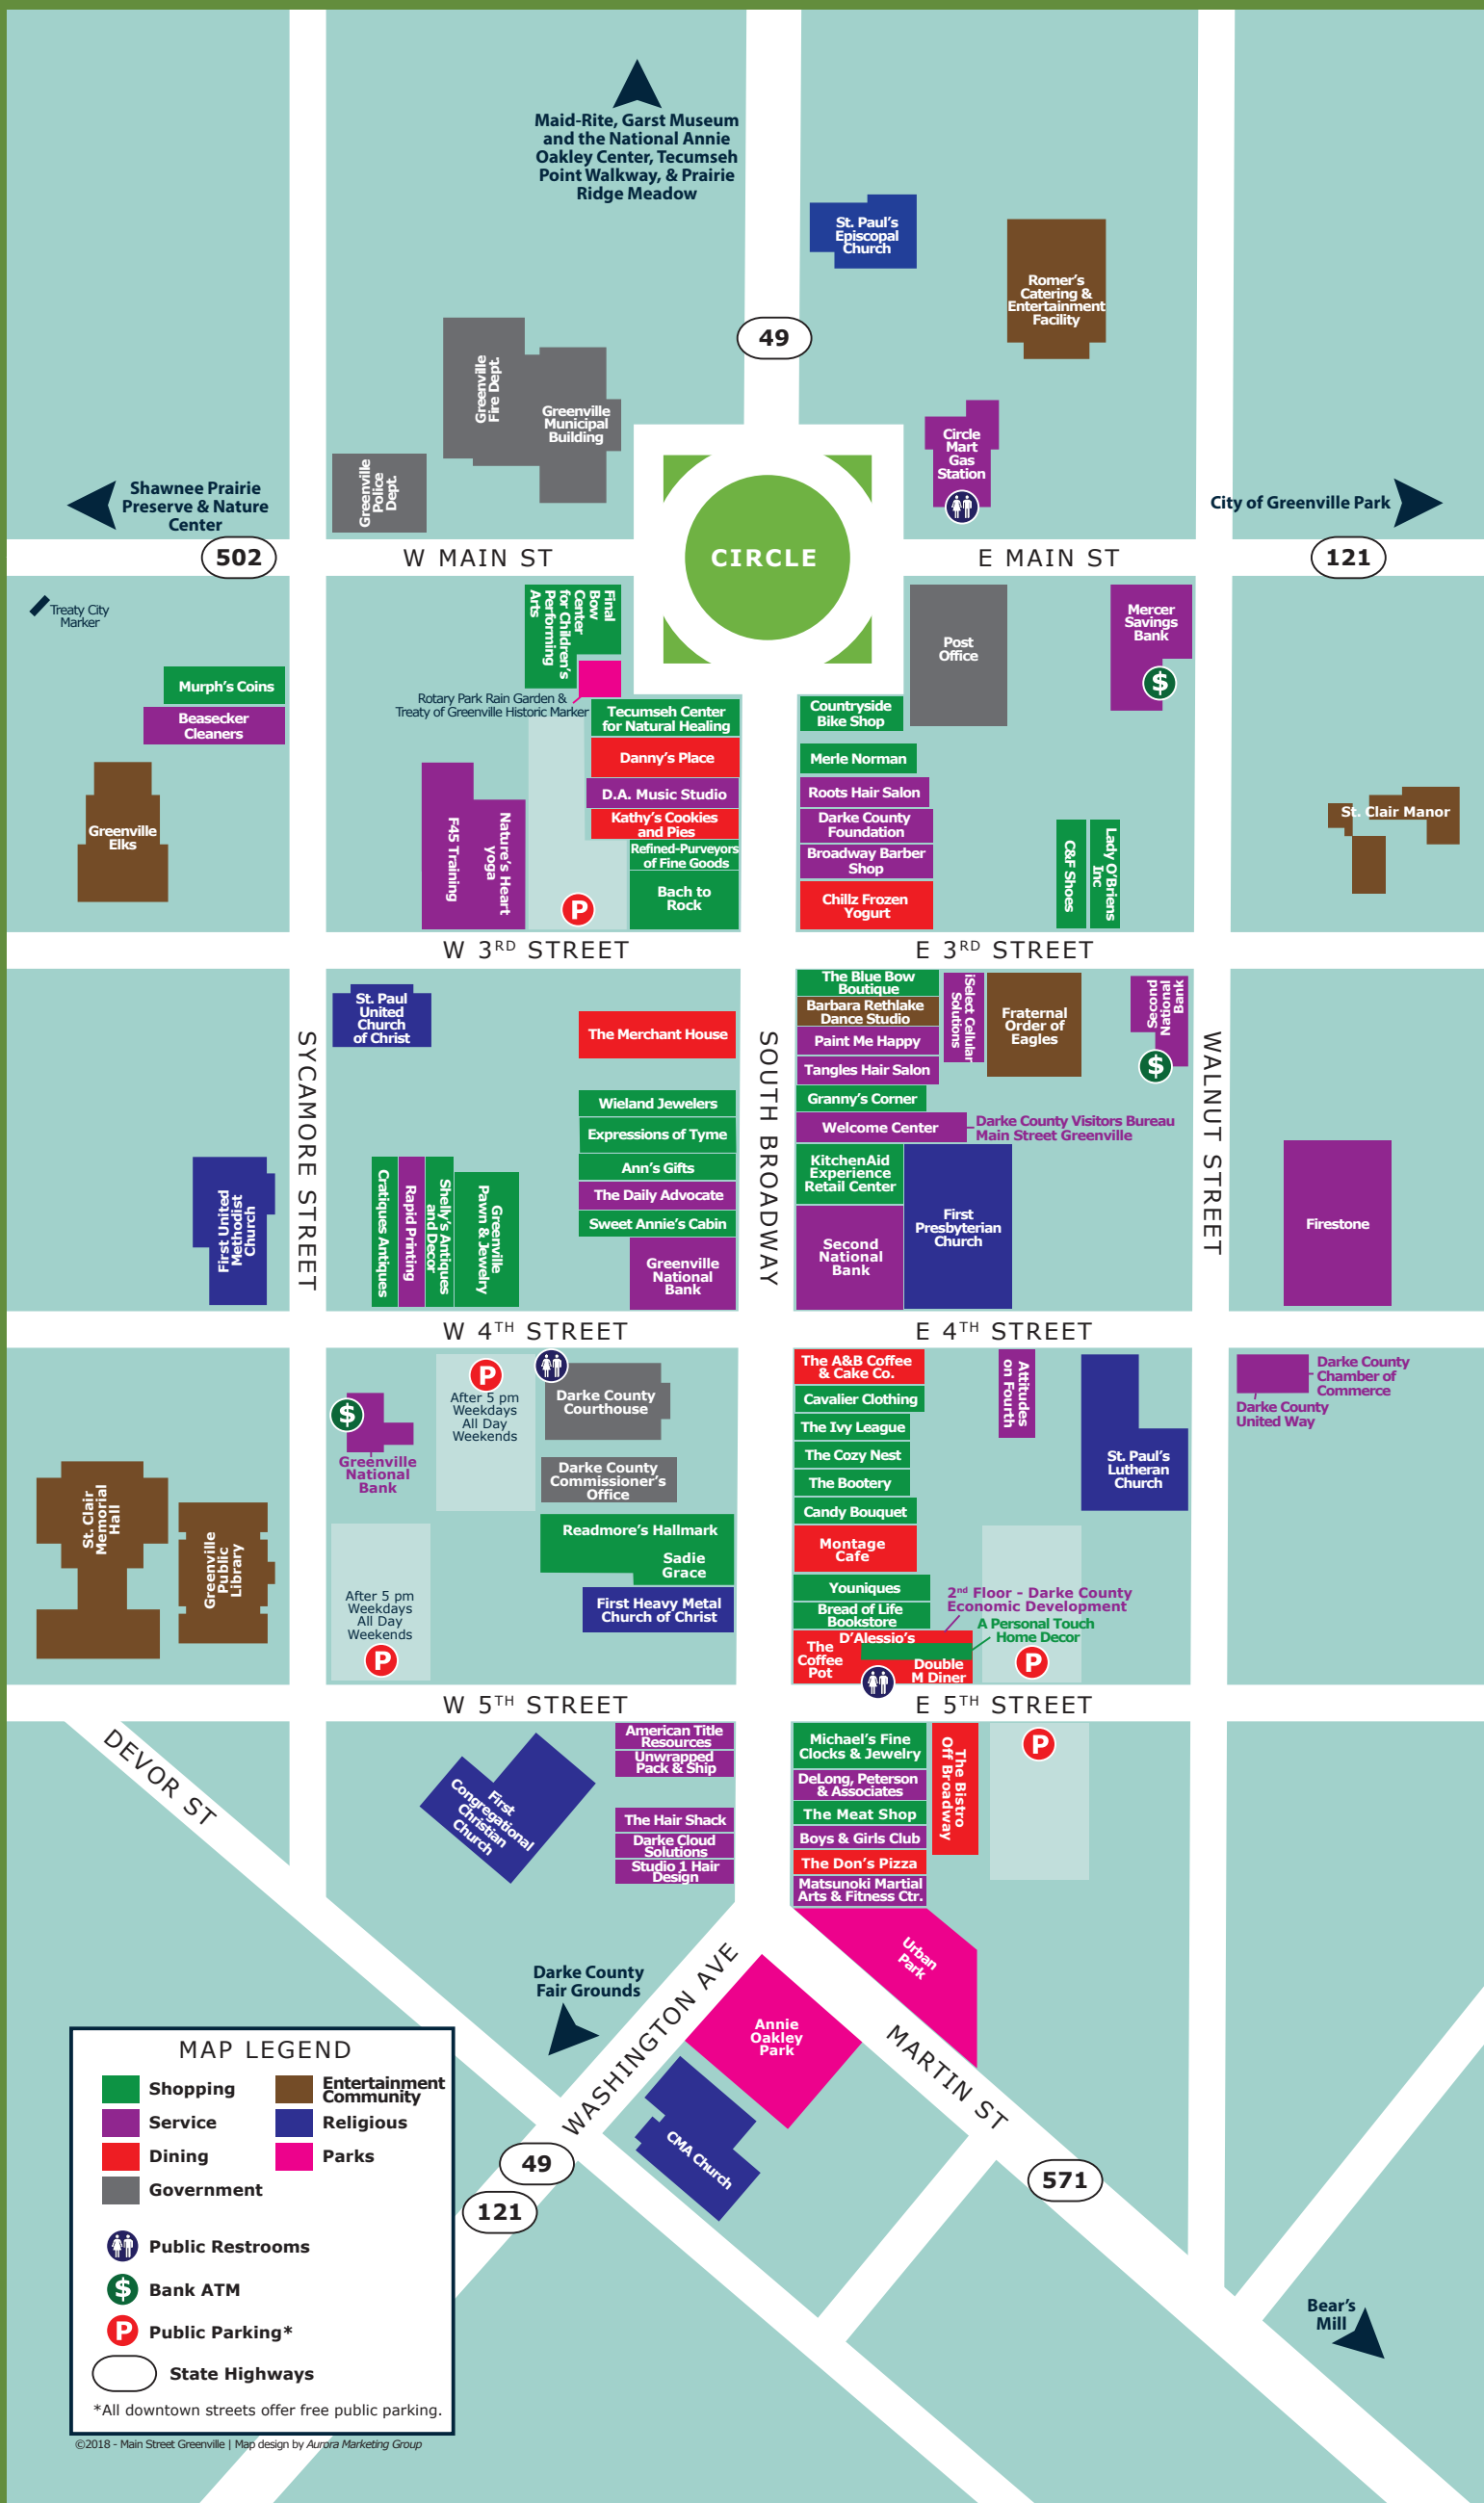 Maid-Rite, Garst Museum
and the National Annie
Oakley Center, Tecumseh
Point Walkway, & Prairie
Ridge Meadow
St. Paul's
Episcopal
Church
Romer's
Catering &
Entertainment
Facility
49
Greenville
Fire Dept.
Greenville
Municipal
Building
Greenville
Police
Dept.
Circle
Mart
Gas
Station
Shawnee Prairie
Preserve & Nature
Center
City of Greenville Park
502
W MAIN ST
CIRCLE
E MAIN ST
121
Treaty City
Marker
Final
Bow
Center
for Children's
Performing
Arts
Post
Office
Mercer
Savings
Bank
$
Murph's Coins
Beasecker
Cleaners
Rotary Park Rain Garden &
Treaty of Greenville Historic Marker
Tecumseh Center
for Natural Healing
Danny's Place
D.A. Music Studio
Kathy's Cookies
and Pies
Refined-Purveyors
of Fine Goods
Bach to
Rock
Countryside
Bike Shop
Merle Norman
Roots Hair Salon
Darke County
Foundation
Broadway Barber
Shop
Chillz Frozen
Yogurt
Greenville
Elks
F45 Training
Nature's Heart
yoga
P
C&F Shoes
Lady O'Briens
Inc
St. Clair Manor
W 3RD STREET
E 3RD STREET
St. Paul
United
Church
of Christ
The Merchant House
The Blue Bow
Boutique
Barbara Rethlake
Dance Studio
Paint Me Happy
Tangles Hair Salon
Granny's Corner
Welcome Center
iSelect Cellular
Solutions
Fraternal
Order of
Eagles
Second
National
Bank
$
Darke County Visitors Bureau
Main Street Greenville
SYCAMORE STREET
SOUTH BROADWAY
WALNUT STREET
Wieland Jewelers
Expressions of Tyme
Ann's Gifts
The Daily Advocate
Sweet Annie's Cabin
Greenville
National
Bank
KitchenAid
Experience
Retail Center
Second
National
Bank
First
Presbyterian
Church
Firestone
First United
Methodist
Church
Cratiques Antiques
Rapid Printing
Shelly's Antiques
and Decor
Greenville
Pawn & Jewelry
W 4TH STREET
E 4TH STREET
P
After 5 pm
Weekdays
All Day
Weekends
Darke County
Courthouse
$
Greenville
National
Bank
Darke County
Commissioner's
Office
Readmore's Hallmark
Sadie
Grace
First Heavy Metal
Church of Christ
The A&B Coffee
& Cake Co.
Cavalier Clothing
The Ivy League
The Cozy Nest
The Bootery
Candy Bouquet
Montage
Cafe
Youniques
Bread of Life
Bookstore
D'Alessio's
The
Coffee
Pot
Double
M Diner
Attitudes
on Fourth
St. Paul's
Lutheran
Church
Darke County
Chamber of
Commerce
Darke County
United Way
2nd Floor - Darke County
Economic Development
A Personal Touch
Home Decor
P
St. Clair
Memorial
Hall
Greenville
Public
Library
After 5 pm
Weekdays
All Day
Weekends
P
W 5TH STREET
E 5TH STREET
DEVOR ST
First
Congregational
Christian
Church
American Title
Resources
Unwrapped
Pack & Ship
The Hair Shack
Darke Cloud
Solutions
Studio 1 Hair
Design
Michael's Fine
Clocks & Jewelry
DeLong, Peterson
& Associates
The Meat Shop
Boys & Girls Club
The Don's Pizza
Matsunoki Martial
Arts & Fitness Ctr.
The Bistro
Off Broadway
P
Urban
Park
Darke County
Fair Grounds
WASHINGTON AVE
Annie
Oakley
Park
MARTIN ST
CMA Church
49
121
571
Bear's
Mill
MAP LEGEND
Shopping
Service
Dining
Government
Entertainment
Community
Religious
Parks
Public Restrooms
$ Bank ATM
P Public Parking*
State Highways
*All downtown streets offer free public parking.
©2018 - Main Street Greenville | Map design by Aurora Marketing Group